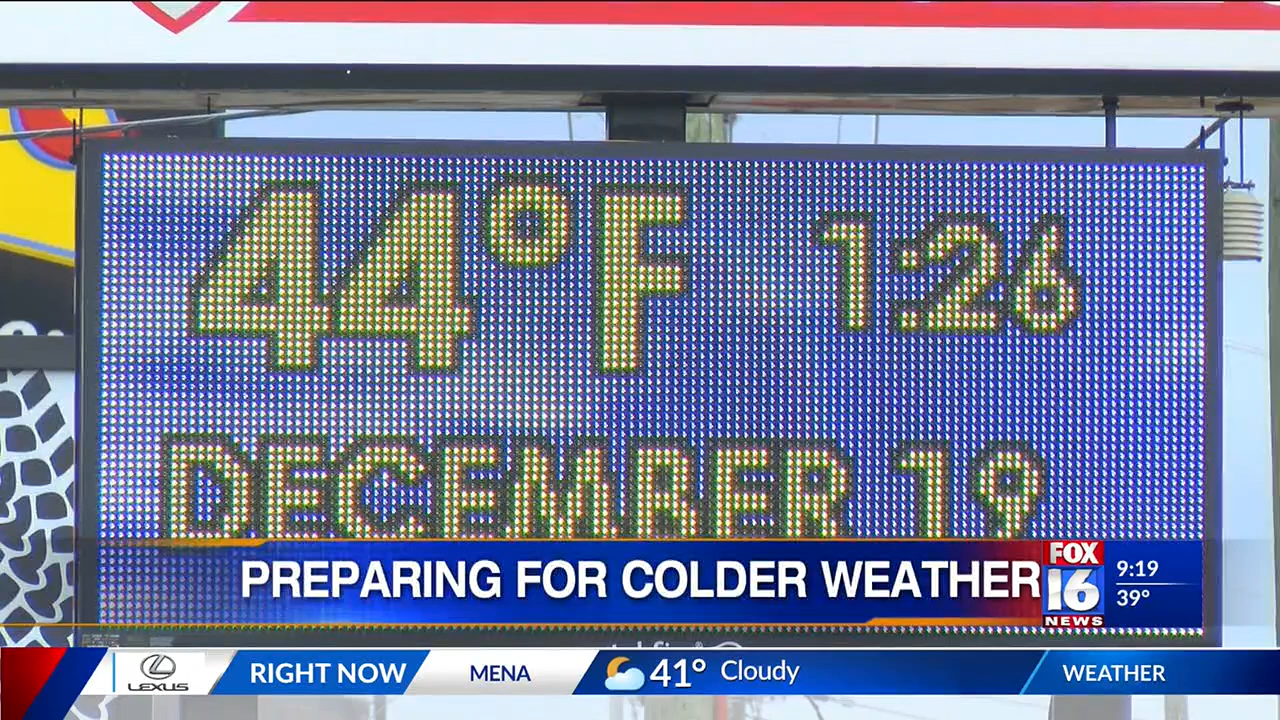 44°F 1:26
DECEMBER 19
PREPARING FOR COLDER WEATHER
FOX
16
NEWS
9:19
39°
LEXUS
RIGHT NOW
MENA
41° Cloudy
WEATHER